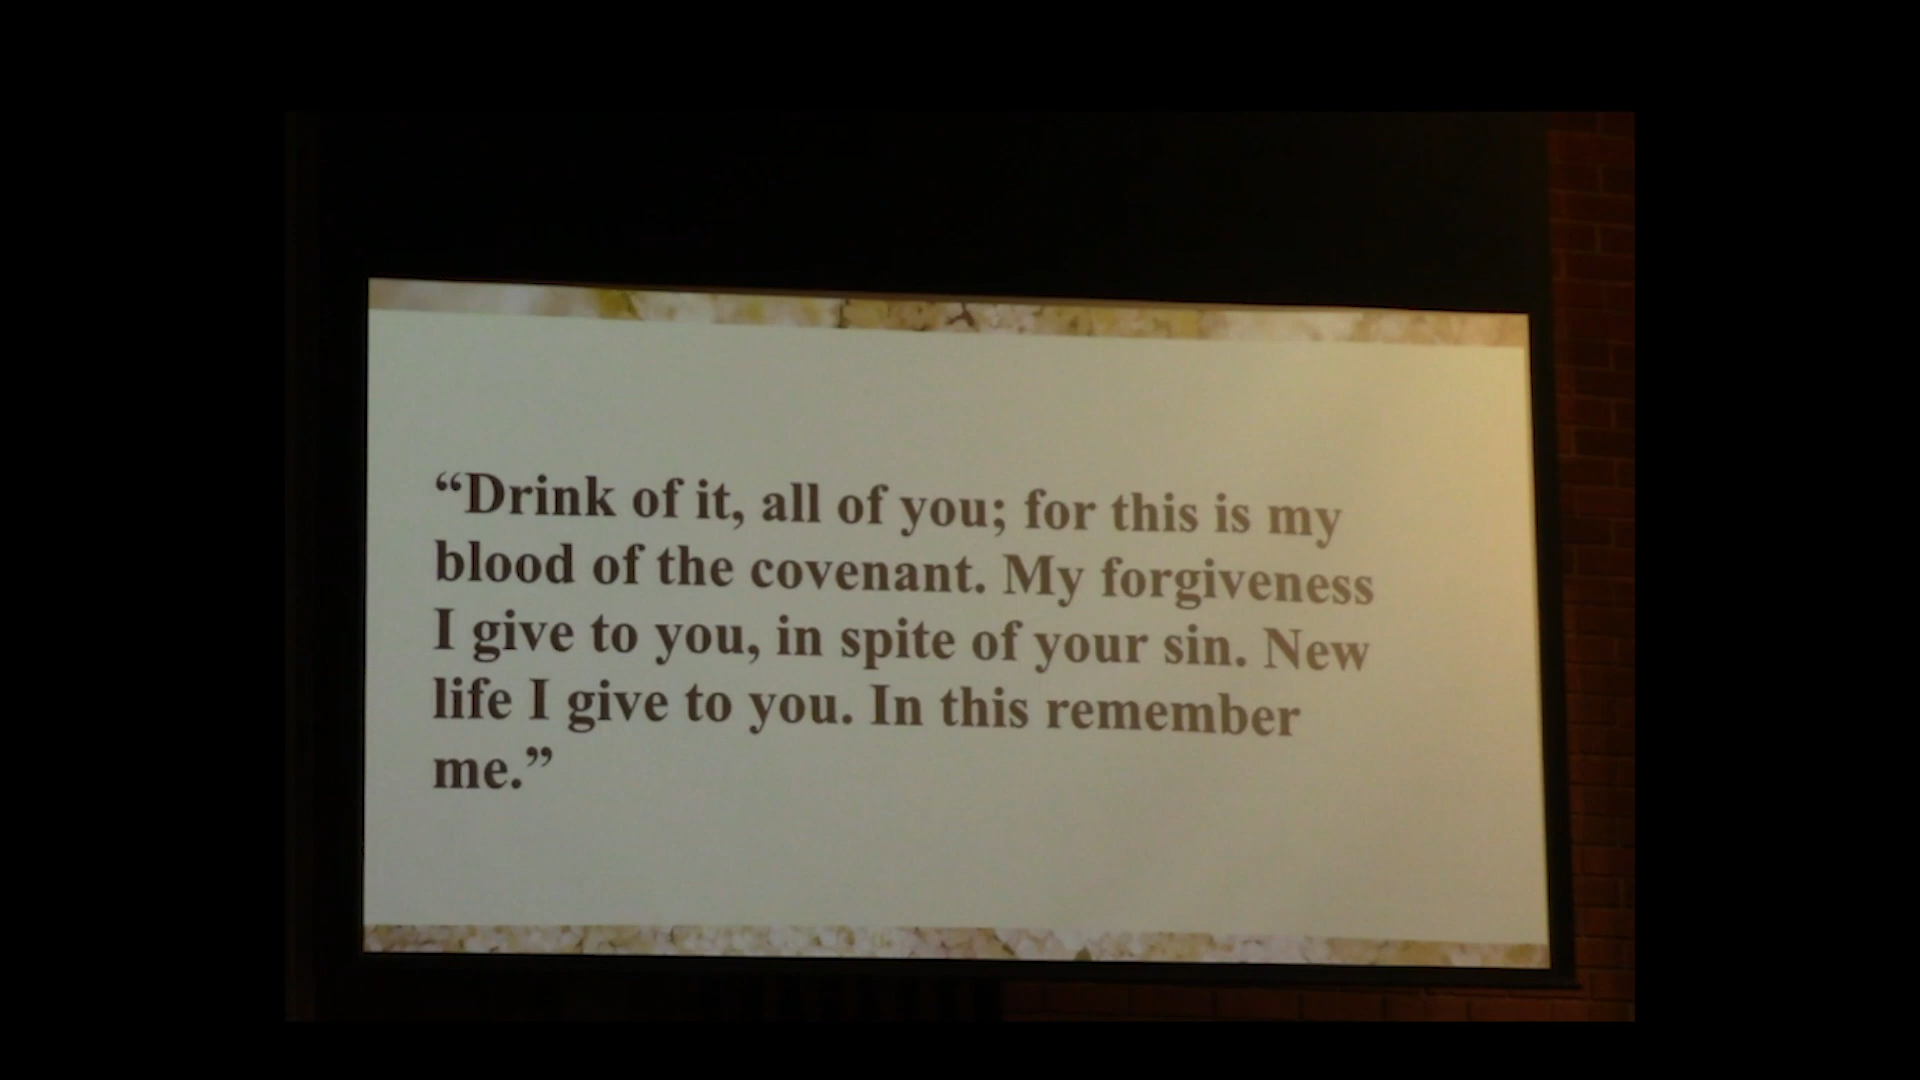 “Drink of it, all of you; for this is my
blood of the covenant. My forgiveness
I give to you, in spite of your sin. New
life I give to you. In this remember
me.”